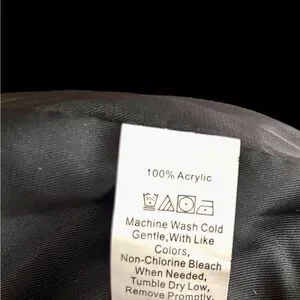 100% Acrylic
Machine Wash Cold
Gentle,With Like
Colors,
Non-Chlorine Bleach
When Needed,
Tumble Dry Low,
Remove Promptly.